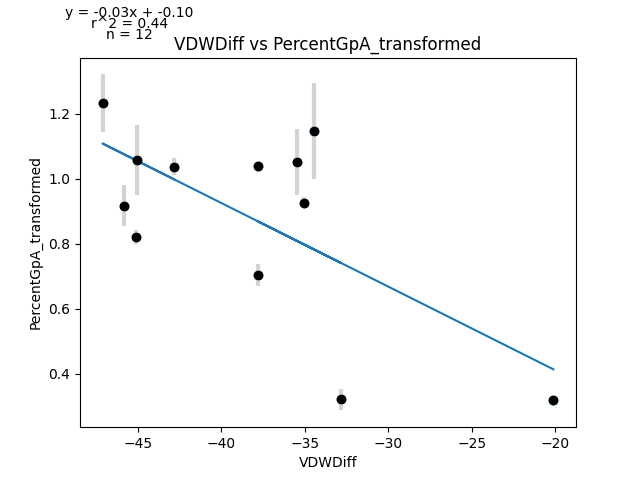 y = -0.03x + -0.10
r^2 = 0.44
n = 12
VDWDiff vs PercentGpA_transformed
PercentGpA_transformed
1.2
1.0
0.8
0.6
0.4
−45
−40
−35
−30
−25
−20
VDWDiff